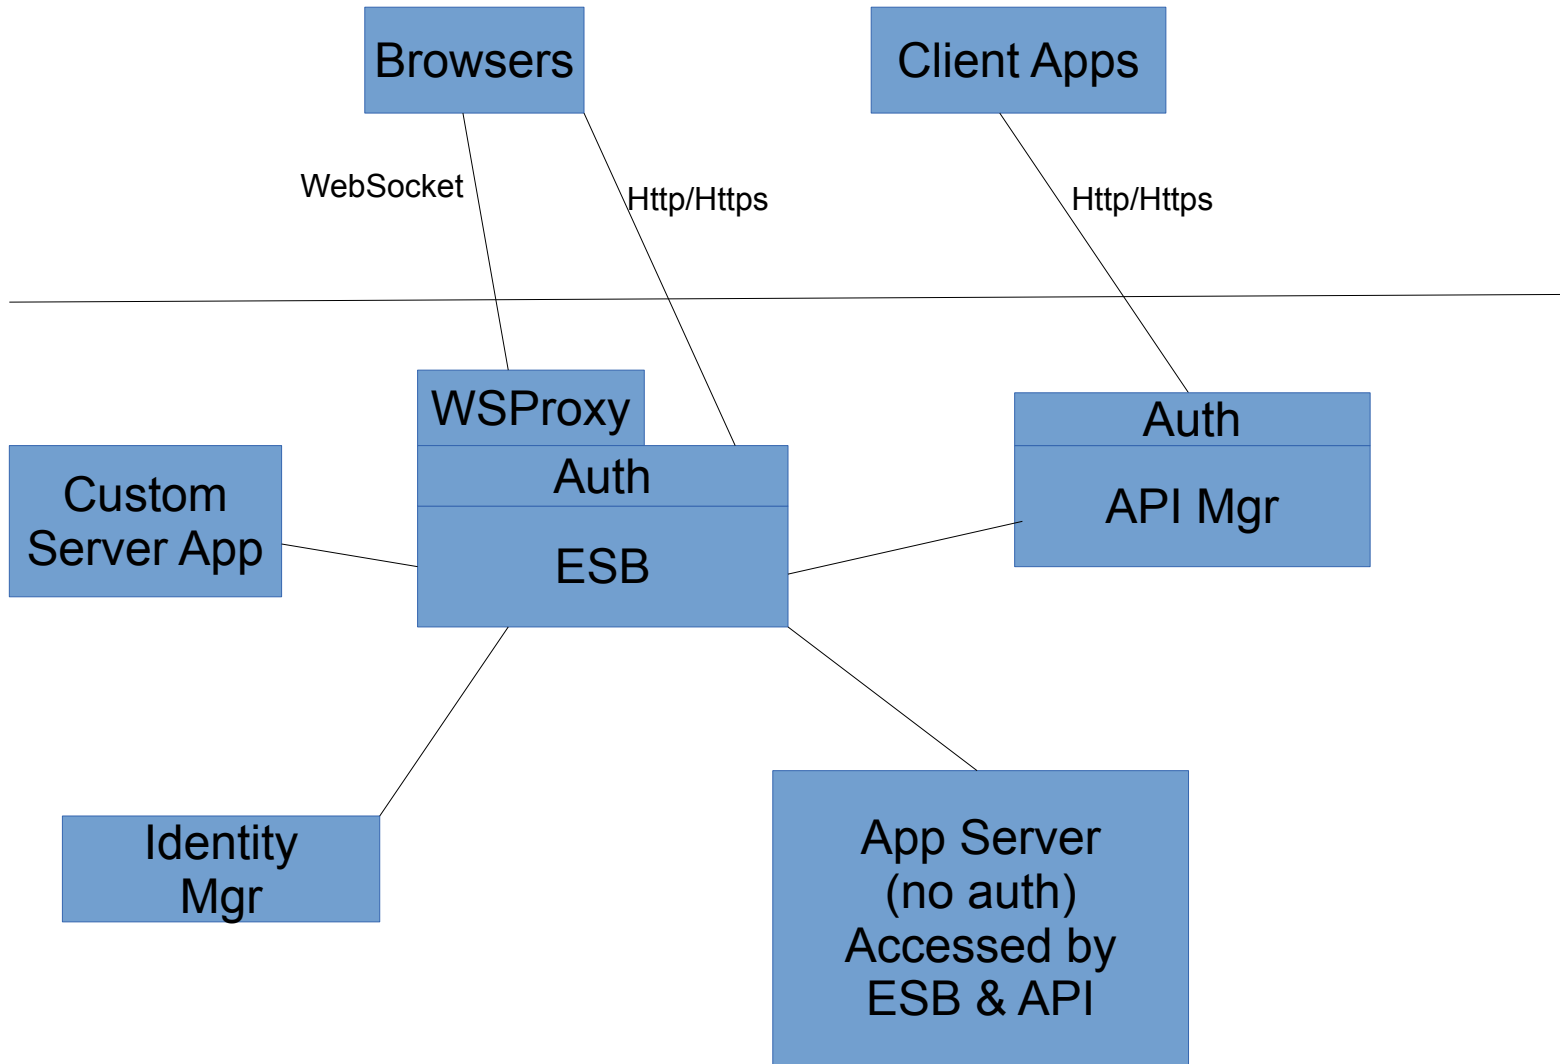 Browsers
Client Apps
WebSocket
Http/Https
Http/Https
WSProxy
Auth
ESB
Auth
API Mgr
Custom
Server App
Identity
Mgr
App Server
(no auth)
Accessed by
ESB & API